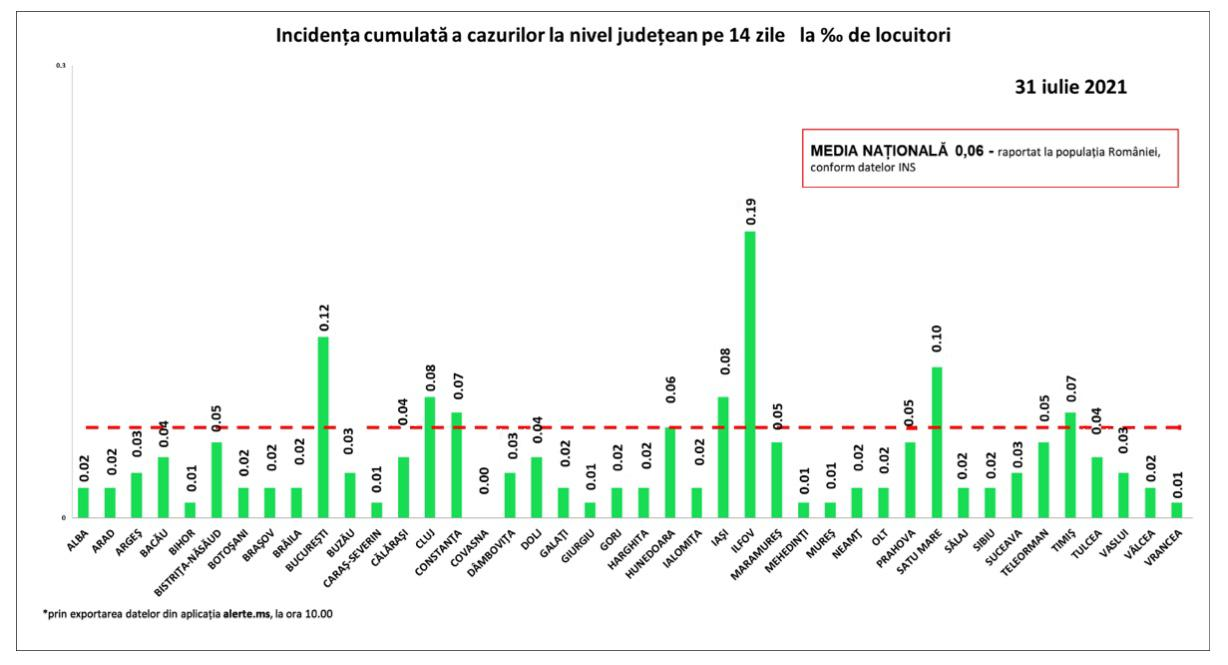 Incidența cumulată a cazurilor la nivel județean pe 14 zile la ‰ de locuitori
0.3
31 iulie 2021
MEDIA NAȚIONALĂ 0,06 - raportat la populația României,
conform datelor INS
0.02
0.02
0.03
0.04
0.01
0.05
0.02
0.02
0.02
0.12
0.03
0.01
0.04
0.08
0.07
0.00
0.03
0.04
0.02
0.01
0.02
0.02
0.06
0.02
0.08
0.19
0.05
0.01
0.01
0.02
0.02
0.05
0.10
0.02
0.02
0.03
0.05
0.07
0.04
0.03
0.02
0.01
0
ALBA
ARAD
ARGEȘ
BACĂU
BIHOR
BISTRIȚA-NĂSĂUD
BOTOȘANI
BRAȘOV
BRĂILA
BUCUREȘTI
BUZĂU
CARAȘ-SEVERIN
CĂLĂRAȘI
CLUJ
CONSTANȚA
COVASNA
DÂMBOVIȚA
DOLJ
GALAȚI
GIURGIU
GORJ
HARGHITA
HUNEDOARA
IALOMIȚA
IAȘI
ILFOV
MARAMUREȘ
MEHEDINȚI
MUREȘ
NEAMȚ
OLT
PRAHOVA
SATU MARE
SĂLAJ
SIBIU
SUCEAVA
TELEORMAN
TIMIȘ
TULCEA
VASLUI
VÂLCEA
VRANCEA
*prin exportarea datelor din aplicația alerte.ms, la ora 10.00